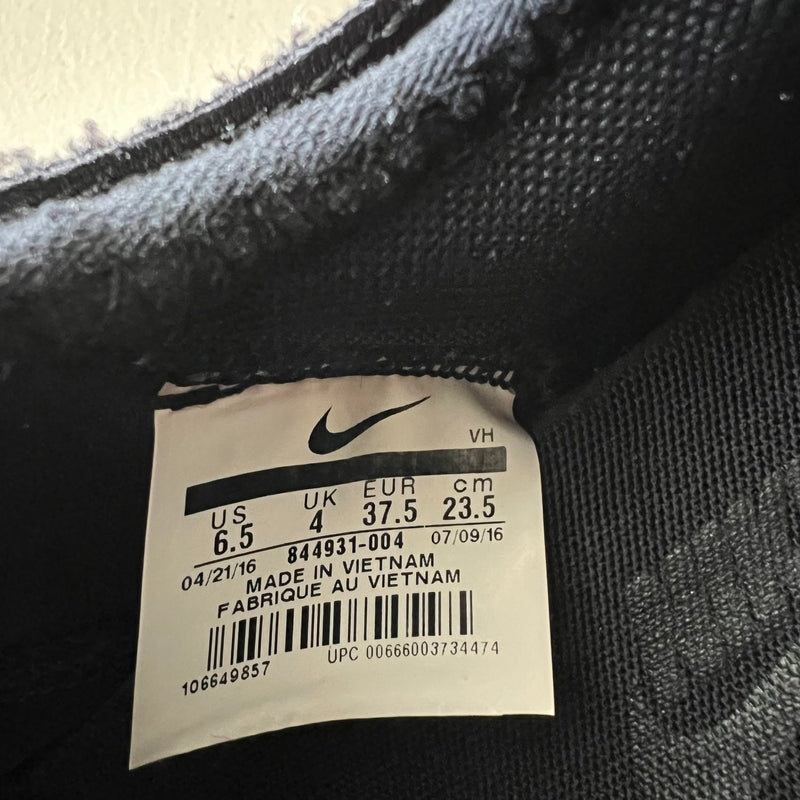 VH
US UK EUR cm
6.5 4 37.5 23.5
04/21/16 844931-004 07/09/16
MADE IN VIETNAM
FABRIQUE AU VIETNAM
106649857 UPC 00666003734474